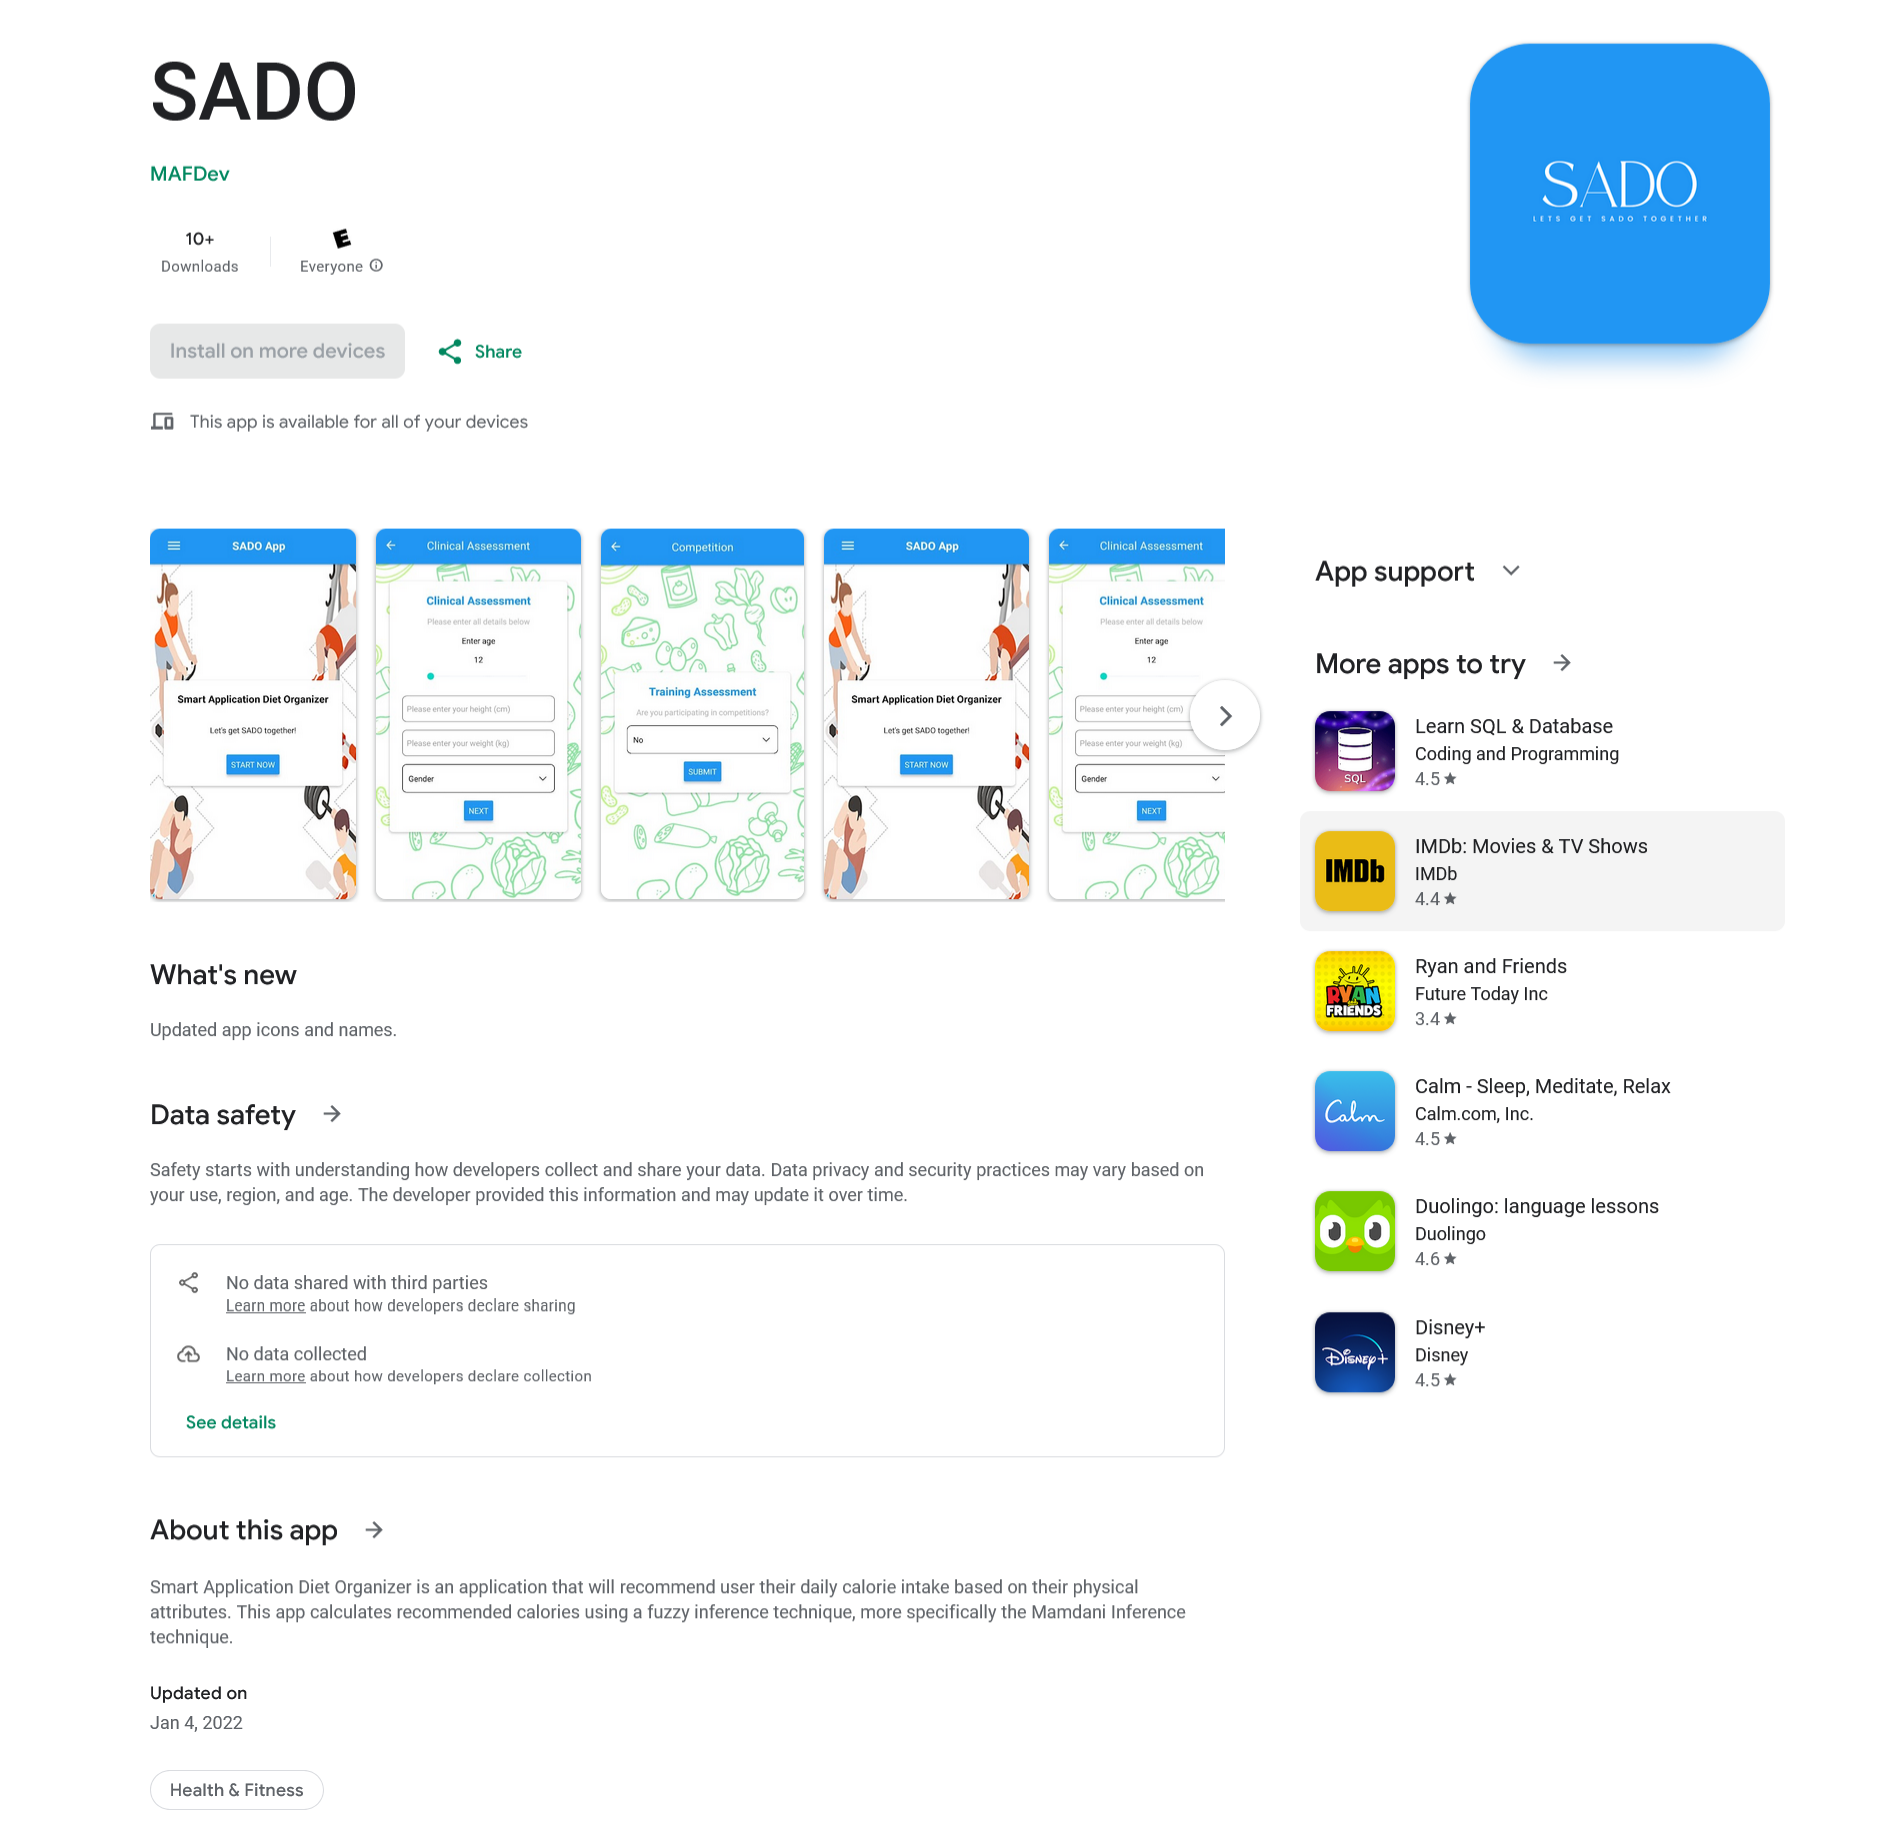 SADO
MAFDev
10+
Downloads
E
Everyone
Install on more devices
Share
This app is available for all of your devices
SADO
LETS GET SADO TOGETHER
SADO App
Smart Application Diet Organizer
Let's get SADO together!
START NOW
Clinical Assessment
Clinical Assessment
Please enter all details below
Enter age
12
Please enter your height (cm)
Please enter your weight (kg)
Gender
NEXT
Competition
Training Assessment
Are you participating in competitions?
No
SUBMIT
SADO App
Smart Application Diet Organizer
Let's get SADO together!
START NOW
Clinical Assessment
Clinical Assessment
Please enter all details below
Enter age
12
Please enter your height (cm)
Please enter your weight (kg)
Gender
NEXT
What's new
Updated app icons and names.
Data safety
Safety starts with understanding how developers collect and share your data. Data privacy and security practices may vary based on
your use, region, and age. The developer provided this information and may update it over time.
No data shared with third parties
Learn more about how developers declare sharing
No data collected
Learn more about how developers declare collection
See details
About this app
Smart Application Diet Organizer is an application that will recommend user their daily calorie intake based on their physical
attributes. This app calculates recommended calories using a fuzzy inference technique, more specifically the Mamdani Inference
technique.
Updated on
Jan 4, 2022
Health & Fitness
App support
More apps to try
SQL
Learn SQL & Database
Coding and Programming
4.5
IMDb
IMDb: Movies & TV Shows
IMDb
4.4
RYAN
FRIENDS
Ryan and Friends
Future Today Inc
3.4
Calm
Calm - Sleep, Meditate, Relax
Calm.com, Inc.
4.5
Duolingo: language lessons
Duolingo
4.6
Disney+
Disney+
Disney
4.5